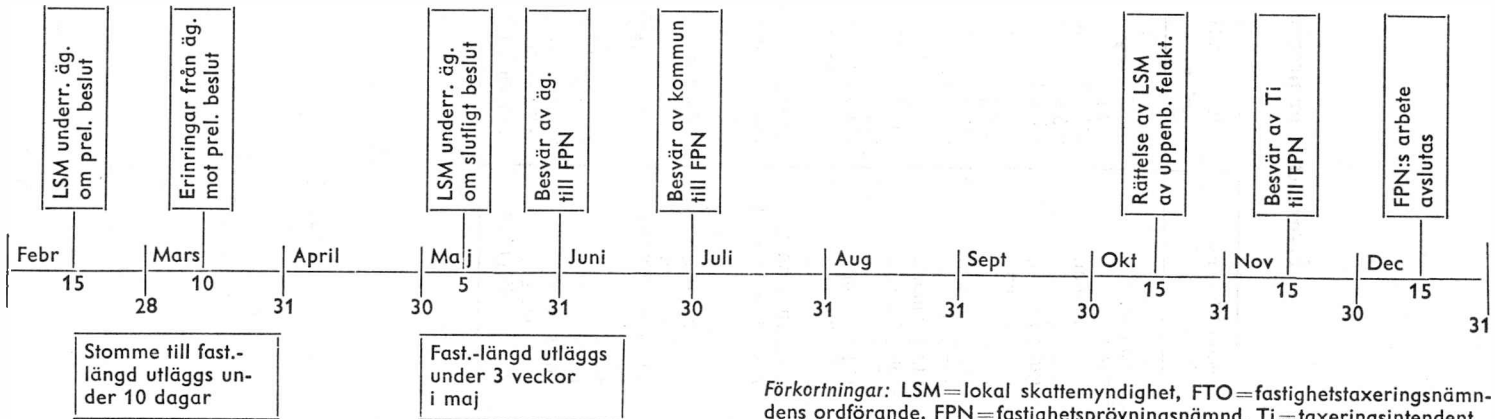 LSM underr. äg.
om prel. beslut
Erinringar från äg.
mot prel. beslut
LSM underr. äg.
om slutligt beslut
Besvär av äg.
till FPN
Besvär av kommun
till FPN
Rättelse av LSM
av uppenb. felakt.
Besvär av Ti
till FPN
FPN:s arbete
avslutas
Febr Mars April Maj Juni Juli Aug Sept Okt Nov Dec
15 10 5 15 15 15
28 31 30 31 30 31 31 30 31 30 31
Stomme till fast.-
längd utläggs un-
der 10 dagar
Fast.-längd utläggs
under 3 veckor
i maj
Förkortningar: LSM=lokal skattemyndighet, FTO=fastighetstaxeringsnämn-
dens ordförande, FPN=fastighetsprövningsnämnd, Ti=taxeringsintendent